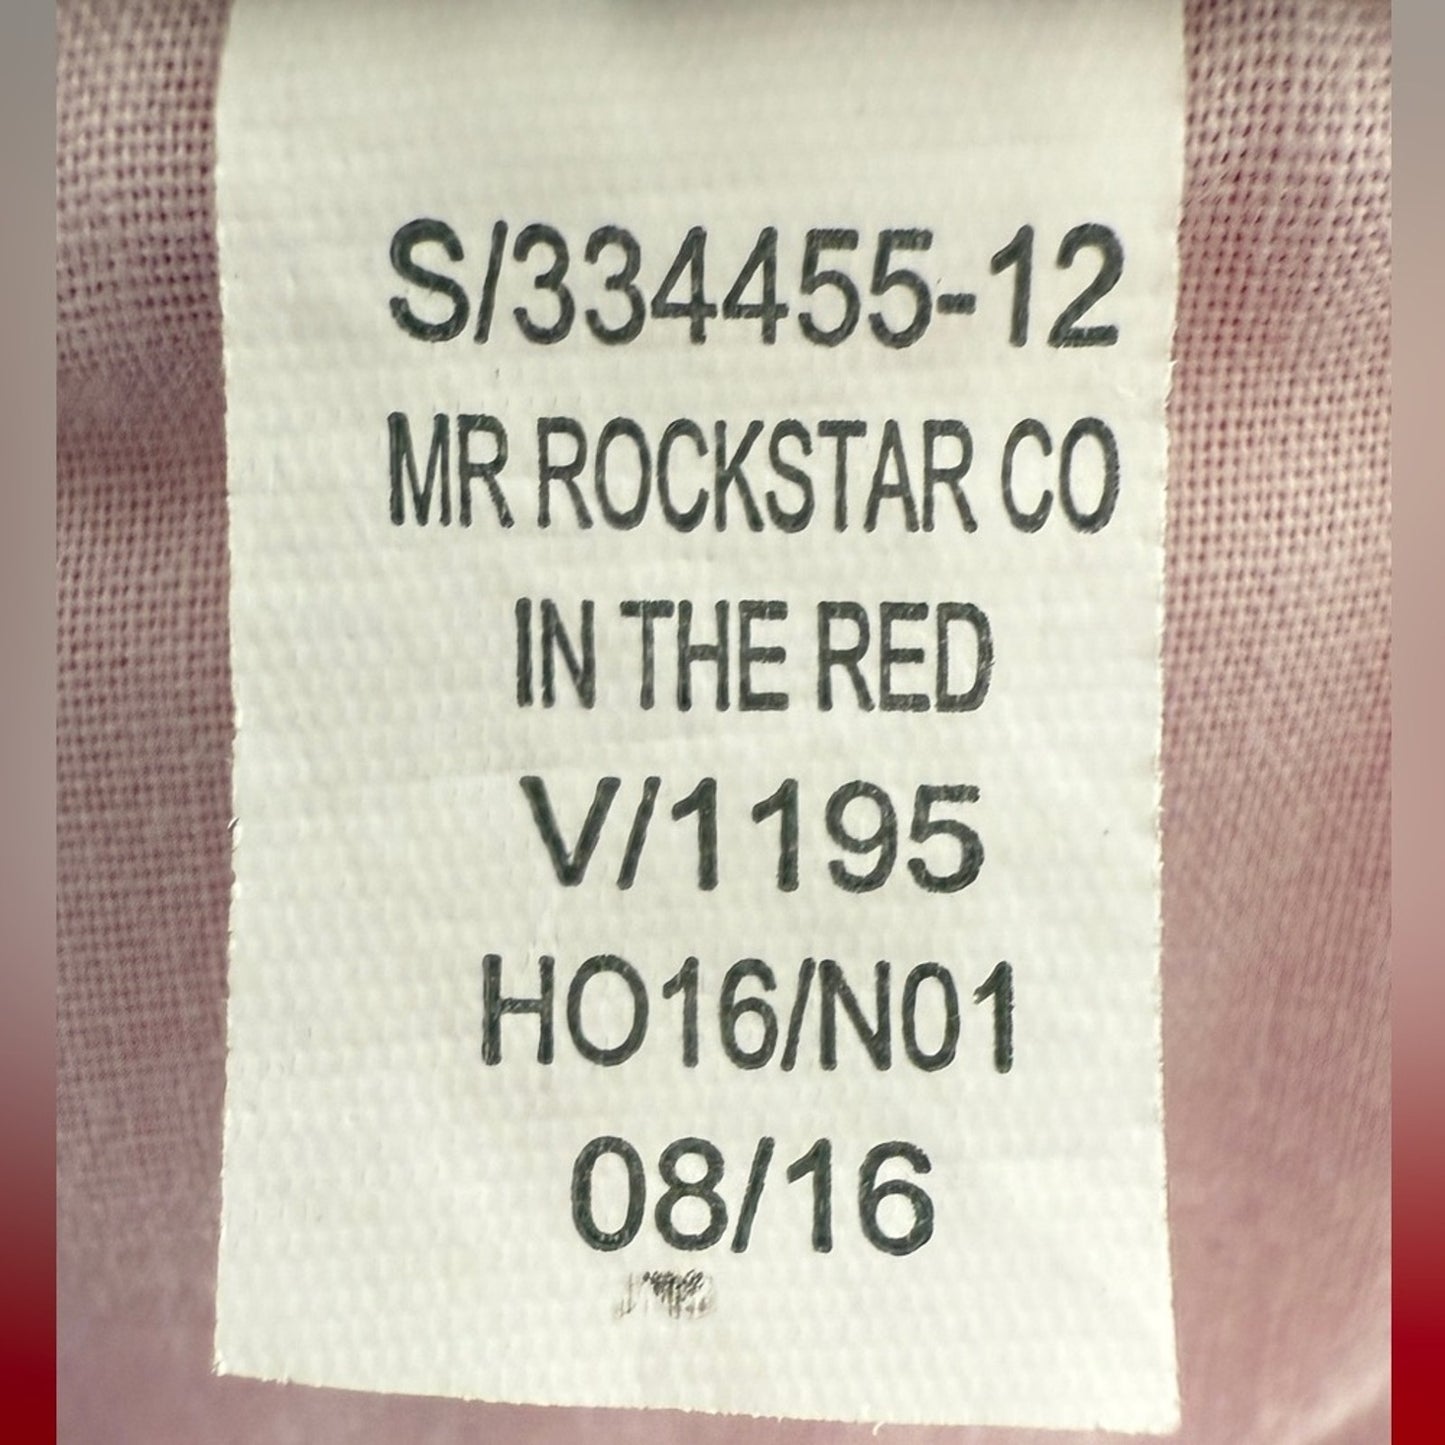 S/334455-12
MR ROCKSTAR CO
IN THE RED
V/1195
HO16/N01
08/16